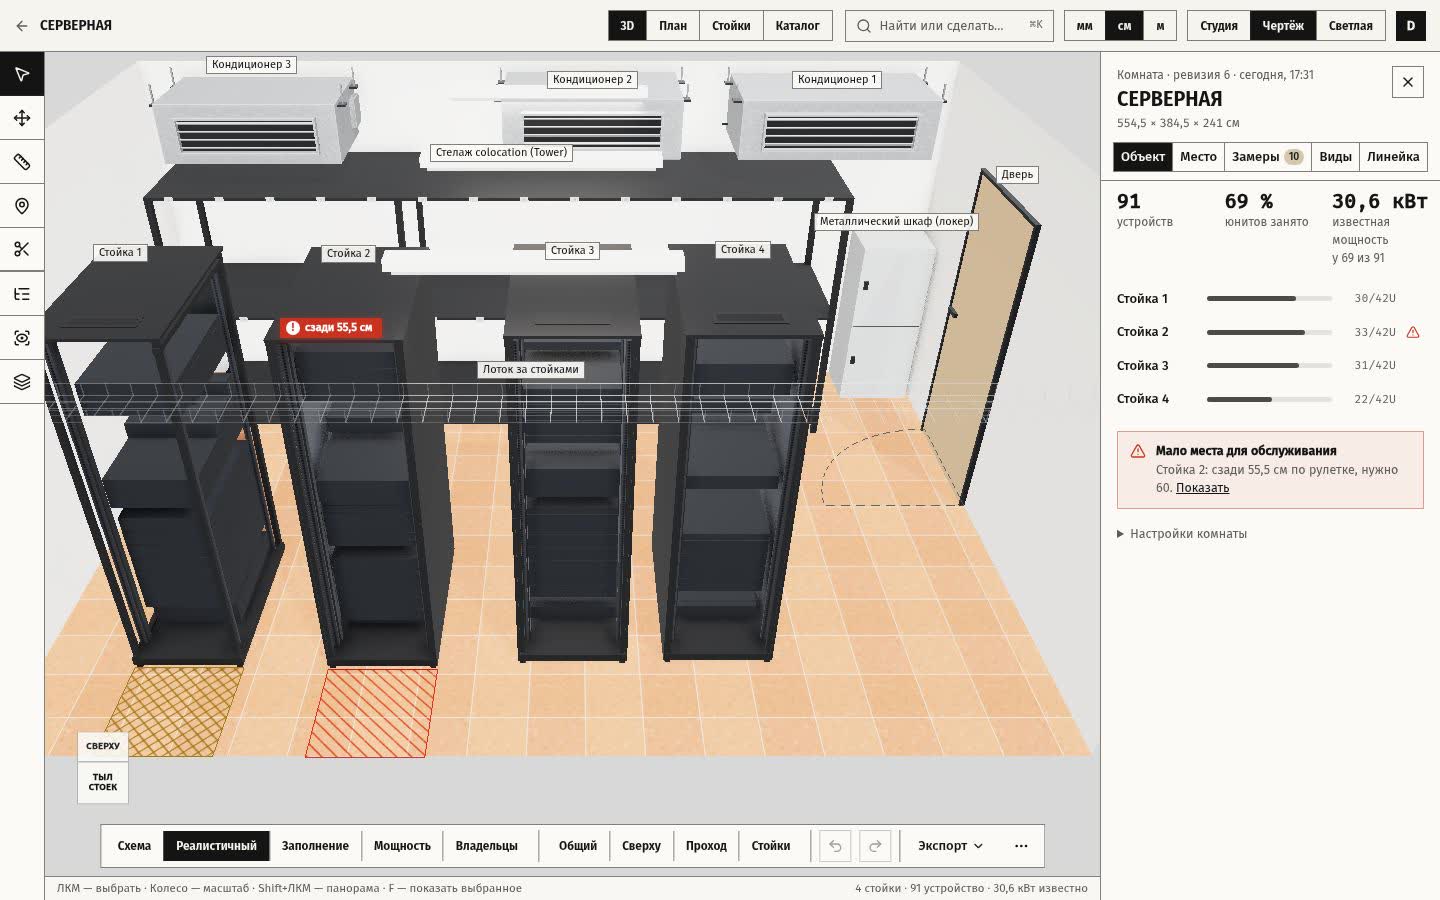 СЕРВЕРНАЯ
3D План Стойки Каталог
Найти или сделать... ⌘K
мм см м
Студия Чертёж Светлая
D
Кондиционер 3
Кондиционер 2
Кондиционер 1
Стелаж colocation (Tower)
Дверь
Металлический шкаф (локер)
Стойка 1
Стойка 2
Стойка 3
Стойка 4
! сзади 55,5 см
Лоток за стойками
СВЕРХУ
ТЫЛ
СТОЕК
Схема Реалистичный Заполнение Мощность Владельцы Общий Сверху Проход Стойки Экспорт
ЛКМ — выбрать · Колесо — масштаб · Shift+ЛКМ — панорама · F — показать выбранное
4 стойки · 91 устройство · 30,6 кВт известно
Комната · ревизия 6 · сегодня, 17:31
СЕРВЕРНАЯ
554,5 × 384,5 × 241 см
Объект Место Замеры 10 Виды Линейка
91 69 % 30,6 кВт
устройств юнитов занято известная
мощность
у 69 из 91
Стойка 1 30/42U
Стойка 2 33/42U
Стойка 3 31/42U
Стойка 4 22/42U
Мало места для обслуживания
Стойка 2: сзади 55,5 см по рулетке, нужно
60. Показать
Настройки комнаты